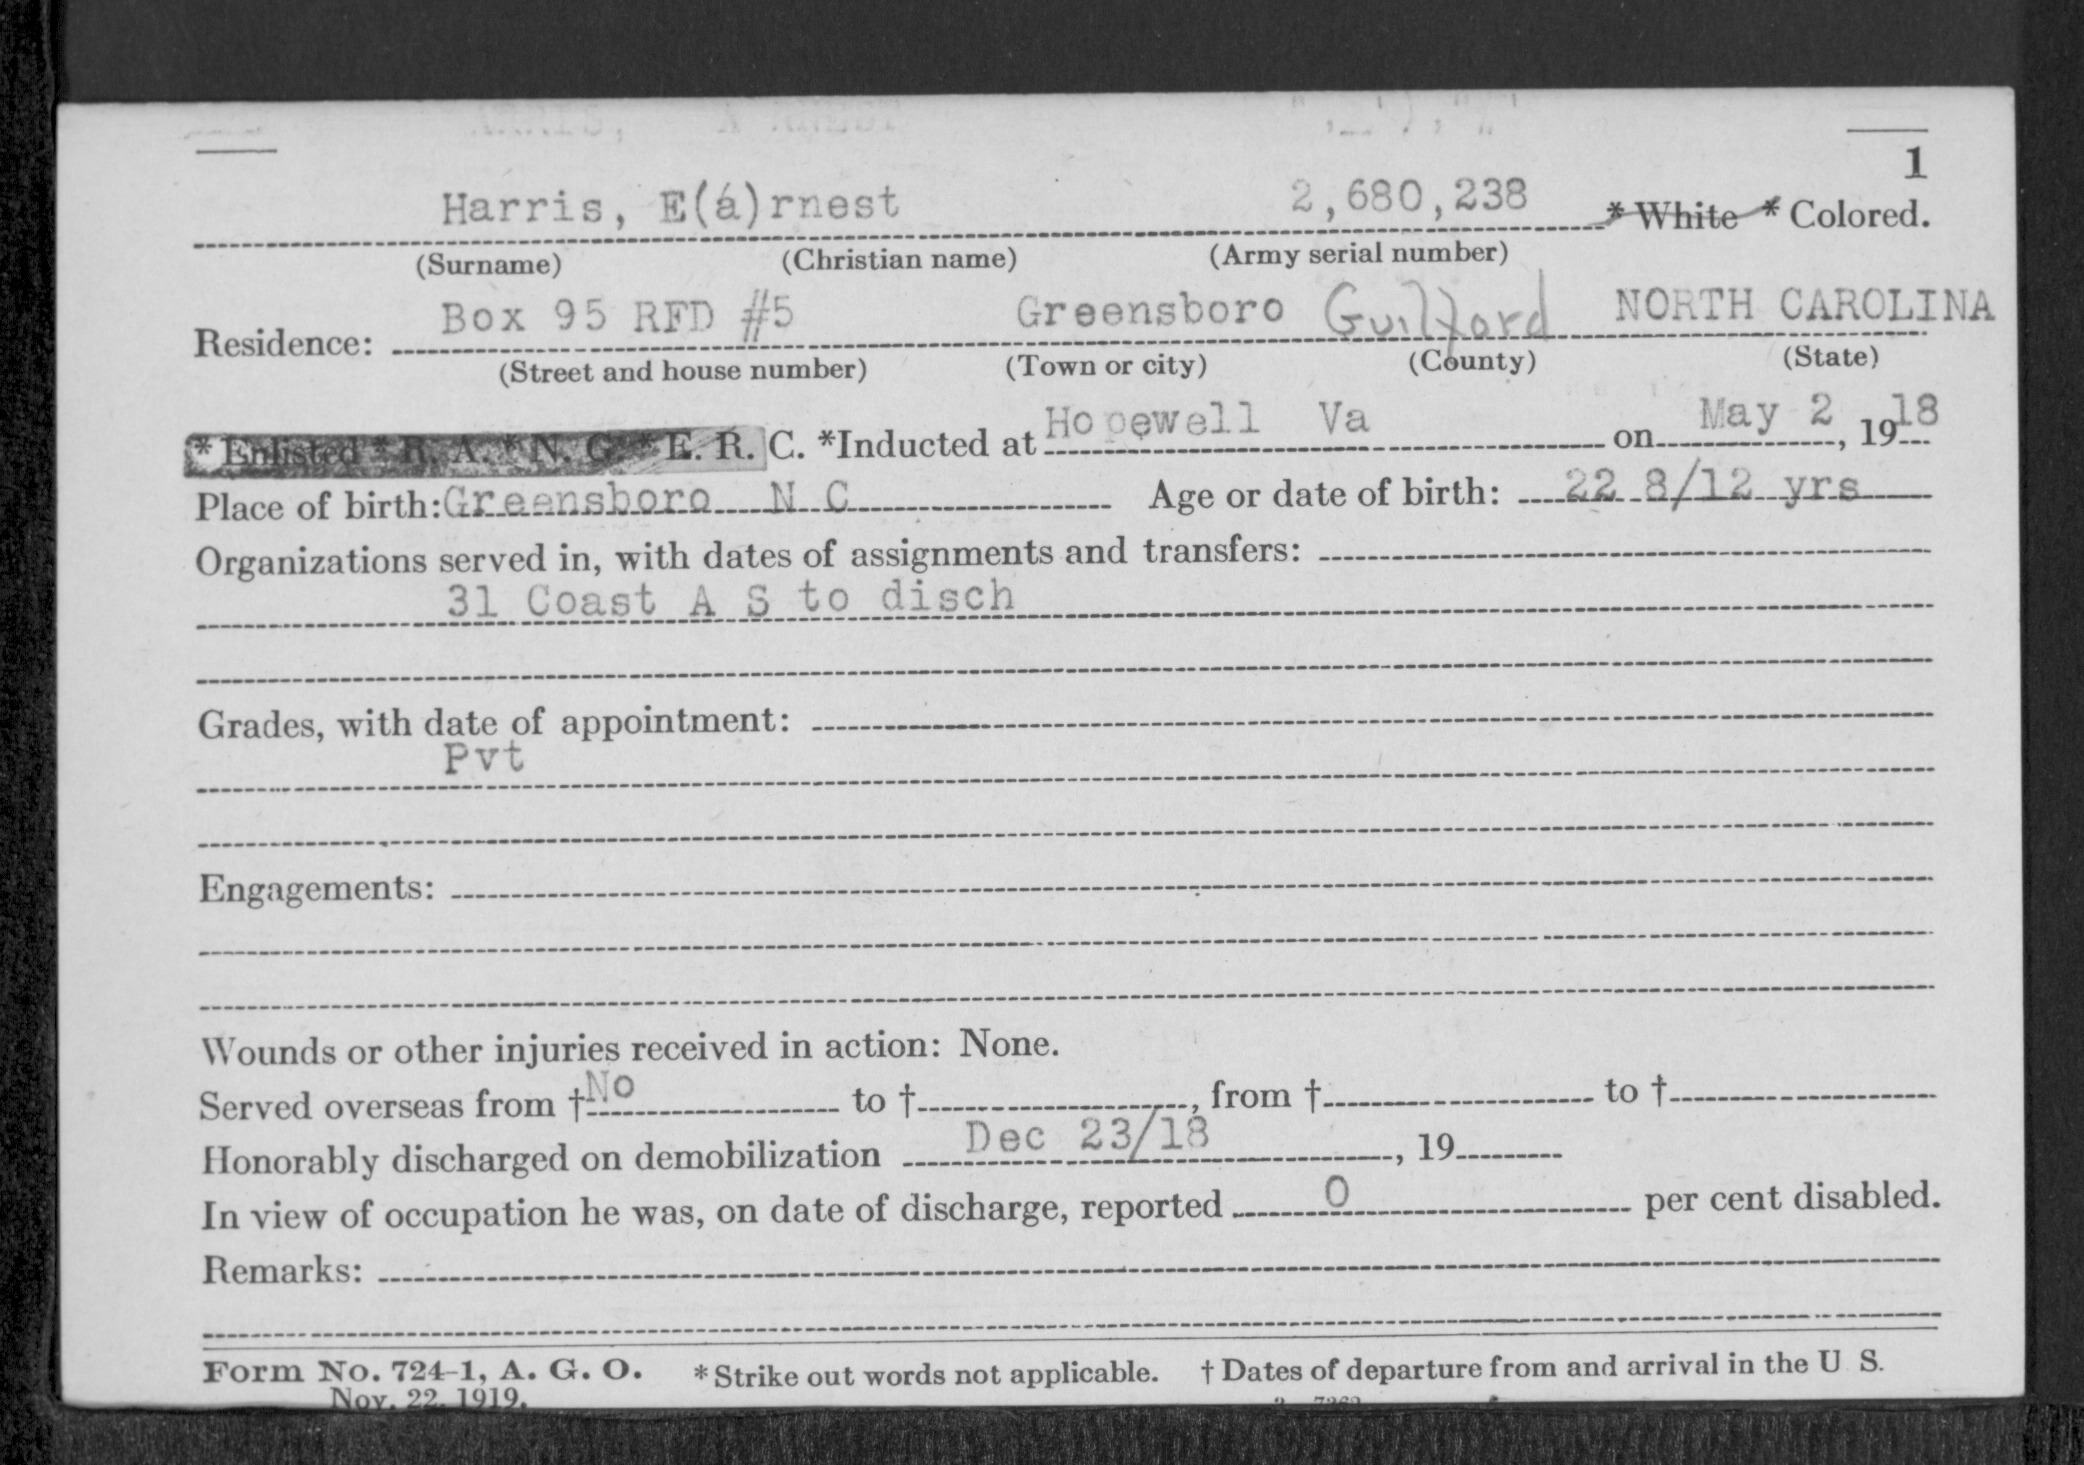 1
Harris, E(á)rnest 2,680,238 * White * Colored.
(Surname) (Christian name) (Army serial number)
Residence: Box 95 RFD #5 Greensboro Guilford NORTH CAROLINA
(Street and house number) (Town or city) (County) (State)
* Enlisted * R. A. * N. G. * E. R. C. *Inducted at Hopewell Va on May 2, 1918
Place of birth: Greensboro N C Age or date of birth: 22 8/12 yrs
Organizations served in, with dates of assignments and transfers:
31 Coast A S to disch
Grades, with date of appointment:
Pvt
Engagements:
Wounds or other injuries received in action: None.
Served overseas from † No to †, from † to †
Honorably discharged on demobilization Dec 23/18, 19
In view of occupation he was, on date of discharge, reported 0 per cent disabled.
Remarks:
Form No. 724-1, A. G. O. * Strike out words not applicable. † Dates of departure from and arrival in the U S.
Nov. 22, 1919.